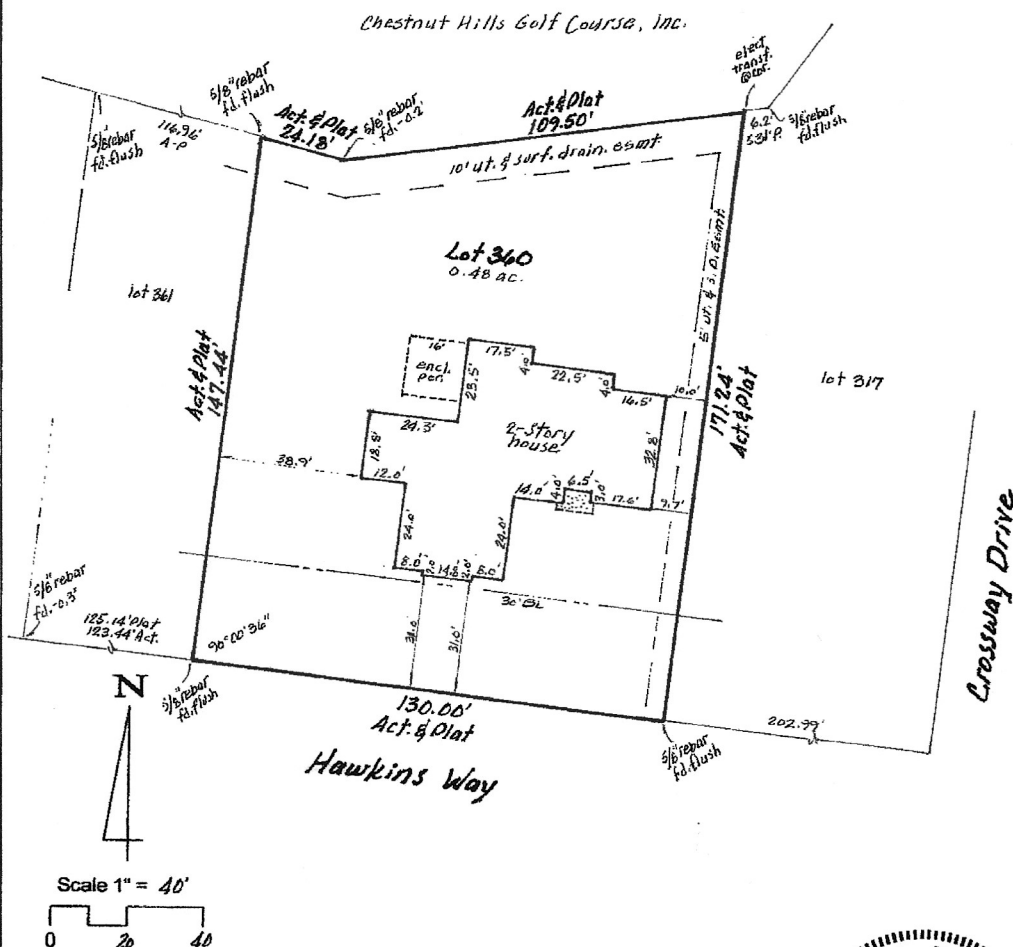 Chestnut Hills Golf Course, Inc.
elect.
transf.
@cor.
5/8" rebar
fd. flush
Act. & Plat
24.18'
5/8" rebar
fd. -0.2'
Act. & Plat
109.50'
6.2'
5/8" rebar
fd. flush
5/8" rebar
fd. flush
116.96'
A-P
10' ut. & surf. drain. esmt.
Lot 360
0.48 ac.
5' ut. & s. D. Esmt.
lot 361
lot 317
Act. & Plat
147.44'
171.24'
Act. & Plat
16'
encl.
por.
17.5'
4.0'
22.5'
4.0'
16.5'
10.0'
23.5'
24.3'
2-story
house
32.8'
18.8'
38.9'
12.0'
14.0'
4.0'
6.5'
3.0'
17.6'
9.7'
24.0'
24.0'
8.0'
2.0'
14.8'
2.0'
8.0'
30' BL
31.0'
31.0'
5/8" rebar
fd. -0.3'
125.14' Plat
123.44' Act.
90°00'36"
5/8" rebar
fd. flush
130.00'
Act. & Plat
202.99'
5/8" rebar
fd. flush
Hawkins Way
Crossway Drive
N
Scale 1" = 40'
0 20 40